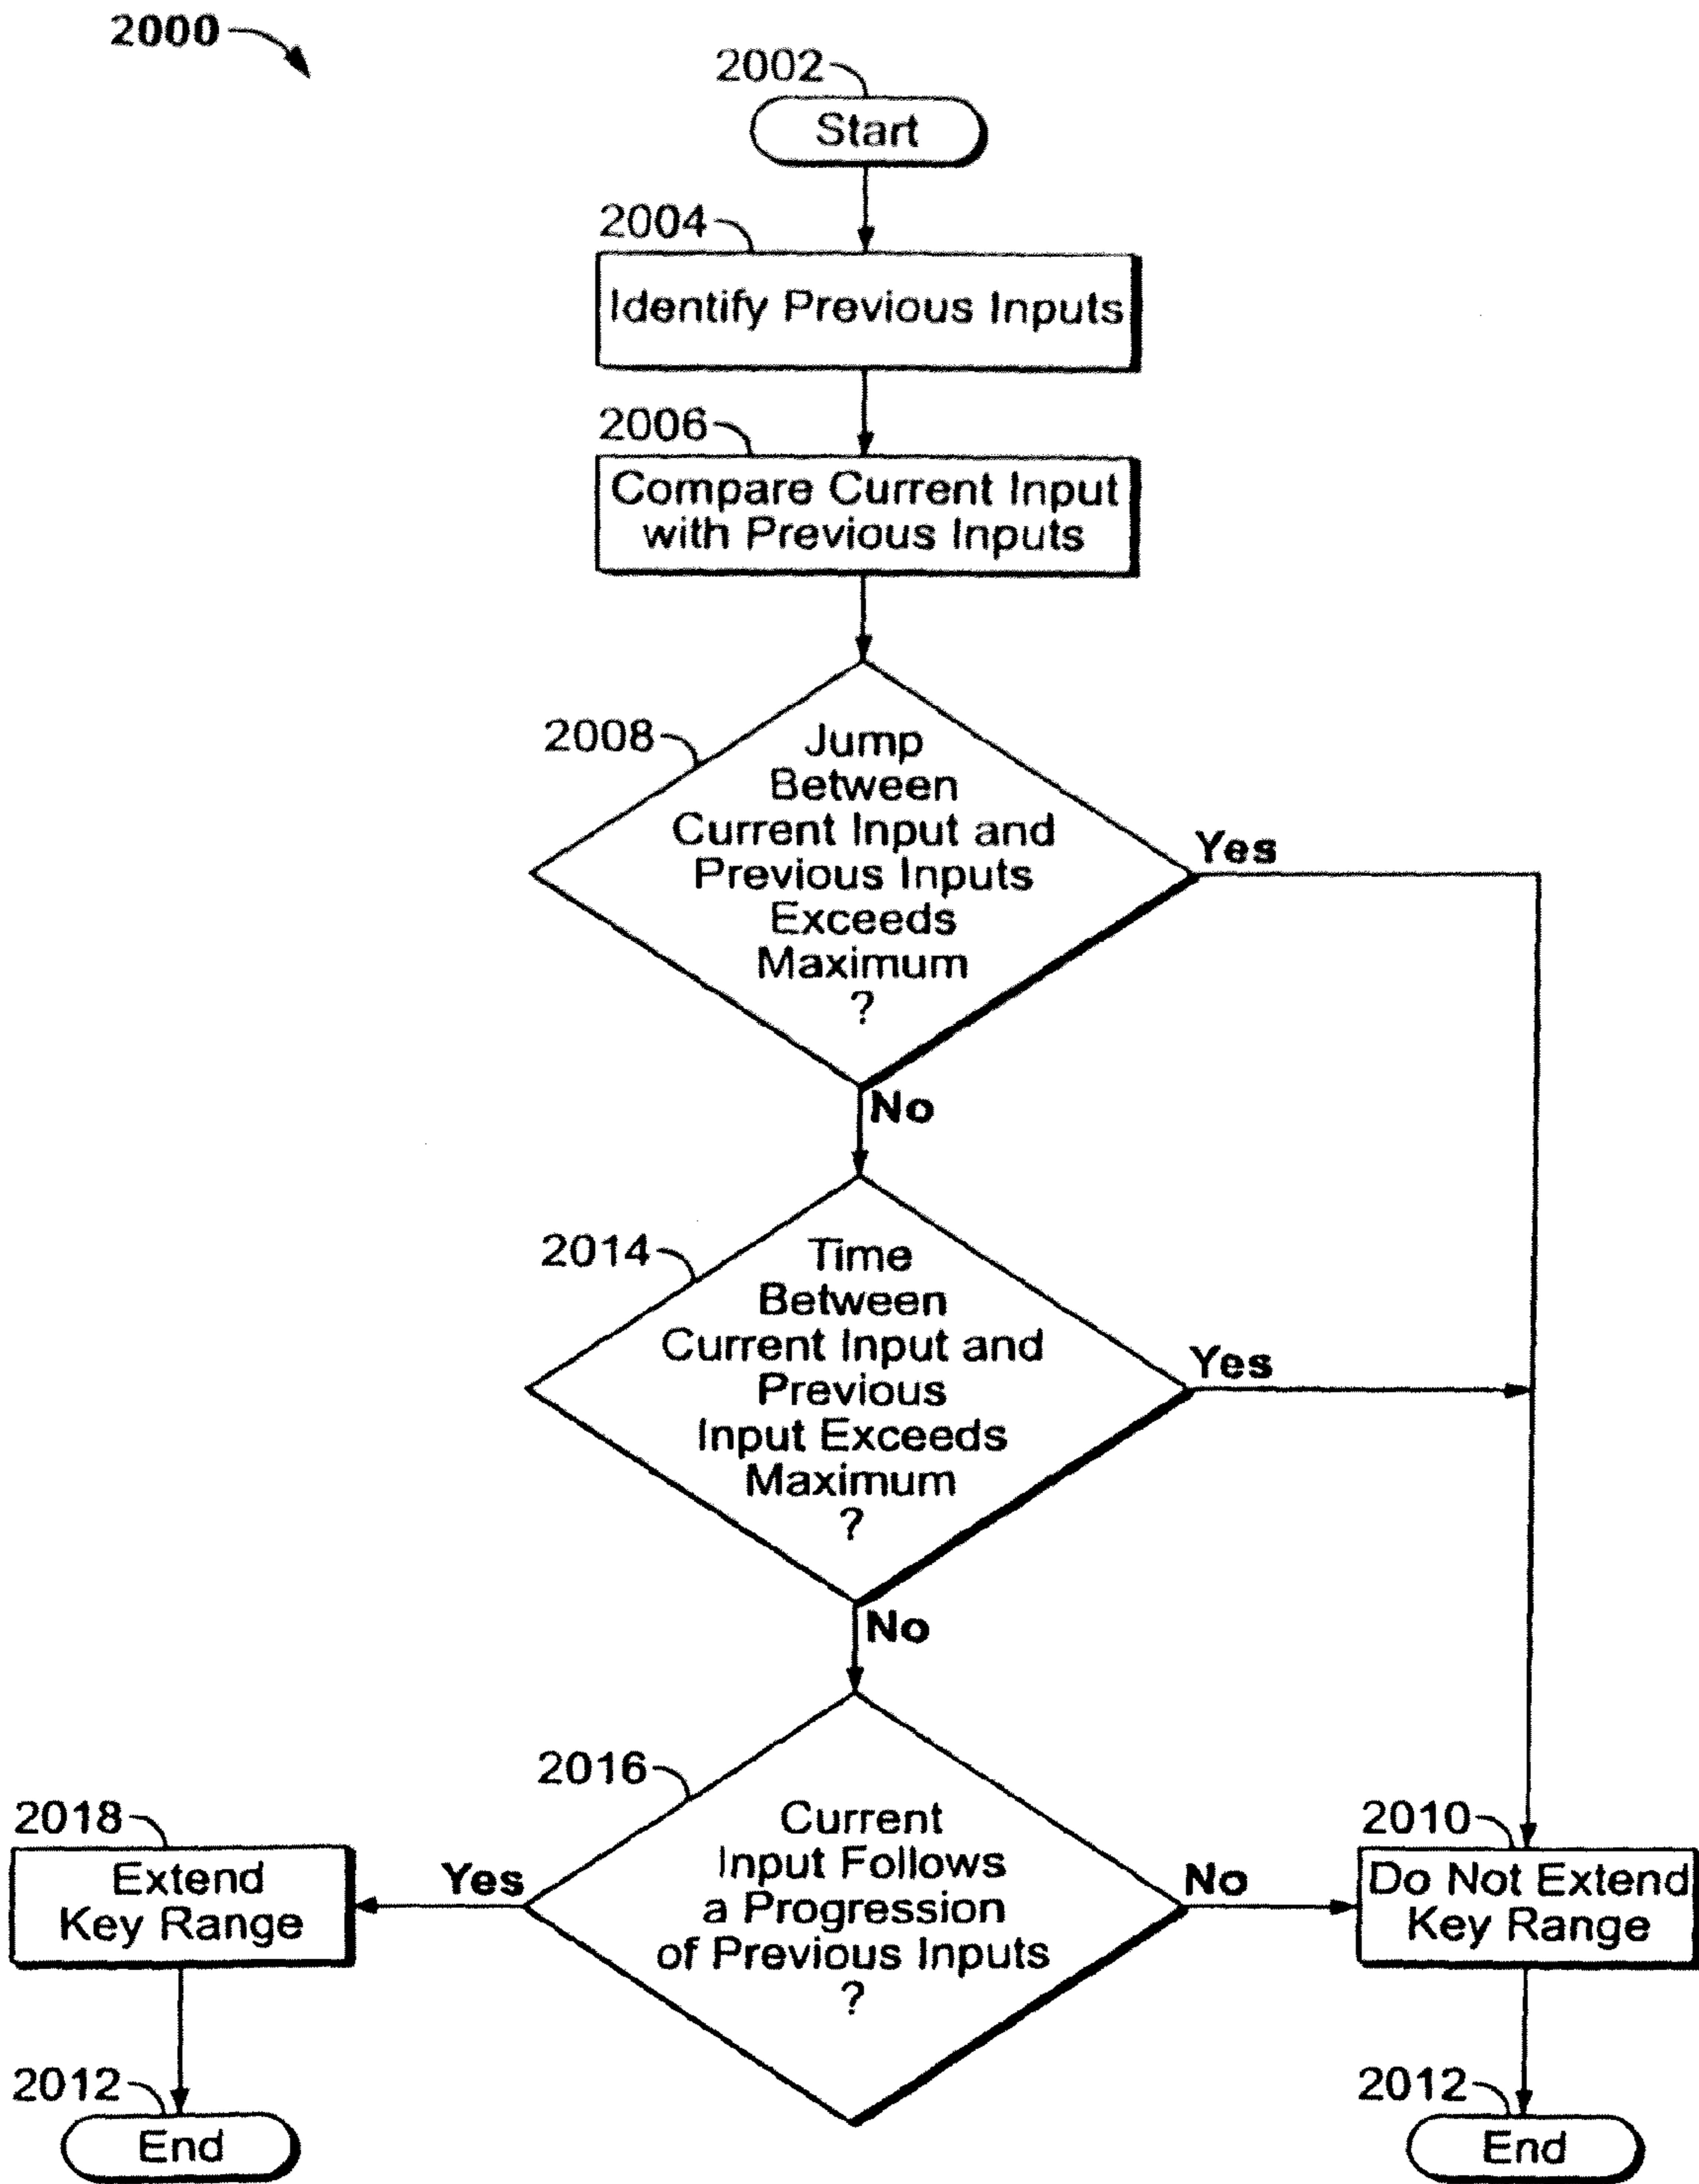 2000
2002
Start
2004
Identify Previous Inputs
2006
Compare Current Input
with Previous Inputs
2008
Jump
Between
Current Input and
Previous Inputs
Exceeds
Maximum
?
Yes
No
2014
Time
Between
Current Input and
Previous
Input Exceeds
Maximum
?
Yes
No
2016
Current
Input Follows
a Progression
of Previous Inputs
?
Yes
No
2018
Extend
Key Range
2010
Do Not Extend
Key Range
2012
End
2012
End